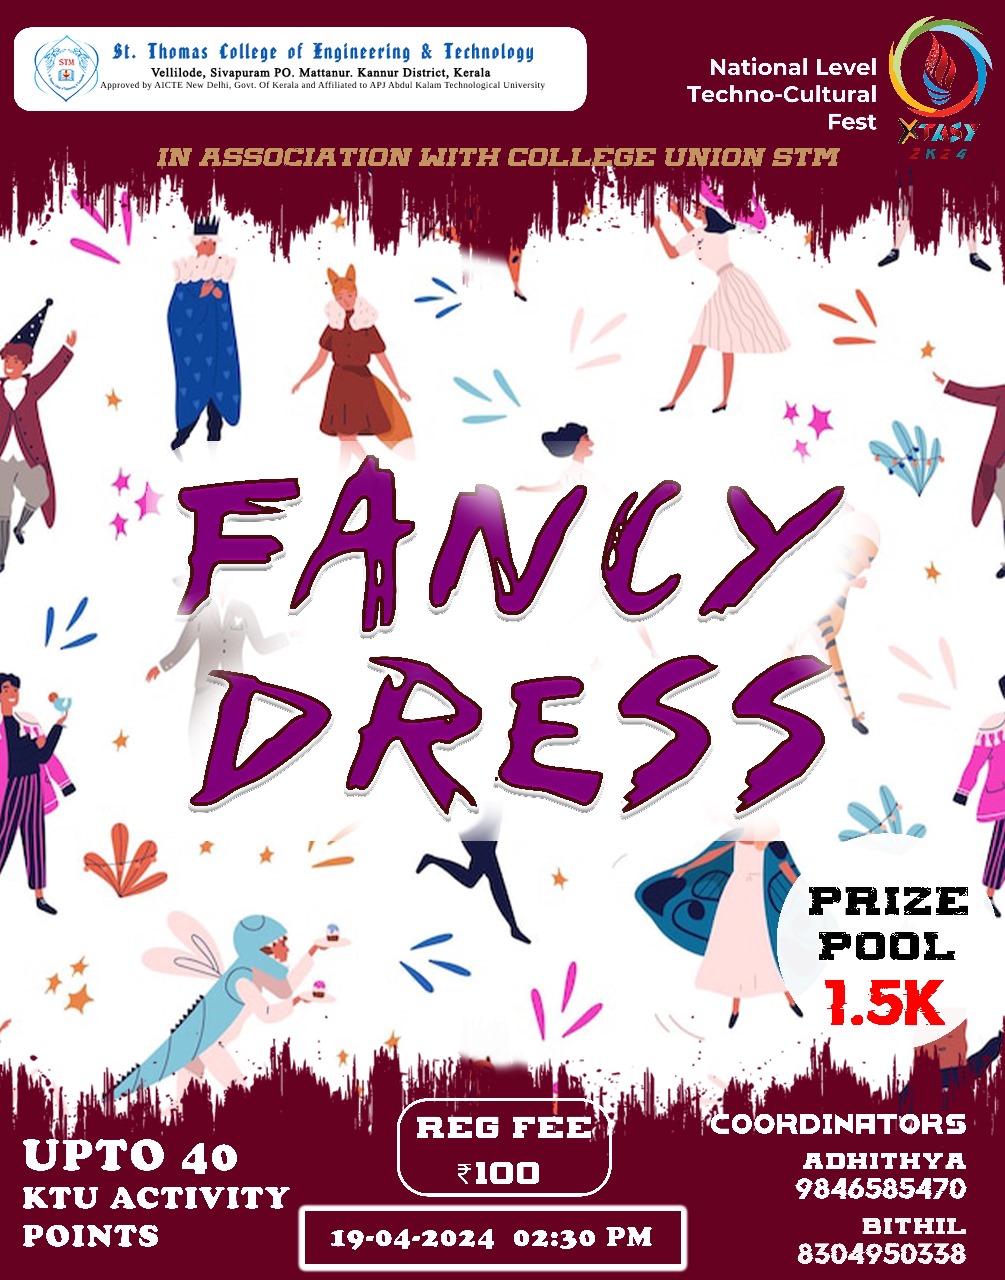 St. Thomas College of Engineering & Technology
Vellilode, Sivapuram PO. Mattanur. Kannur District, Kerala
Approved by AICTE New Delhi, Govt. Of Kerala and Affiliated to APJ Abdul Kalam Technological University
STM
National Level
Techno-Cultural
Fest
XTASY
2K24
IN ASSOCIATION WITH COLLEGE UNION STM
FANCY
DRESS
PRIZE
POOL
1.5K
UPTO 40
KTU ACTIVITY
POINTS
REG FEE
₹100
19-04-2024 02:30 PM
COORDINATORS
ADHITHYA
9846585470
BITHIL
8304950338